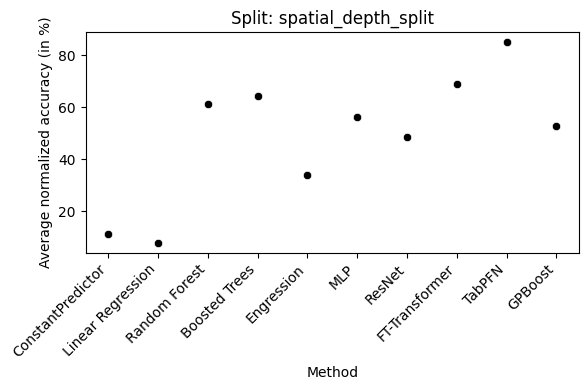 Split: spatial_depth_split
Average normalized accuracy (in %)
80
60
40
20
ConstantPredictor
Linear Regression
Random Forest
Boosted Trees
Engression
MLP
ResNet
FT-Transformer
TabPFN
GPBoost
Method